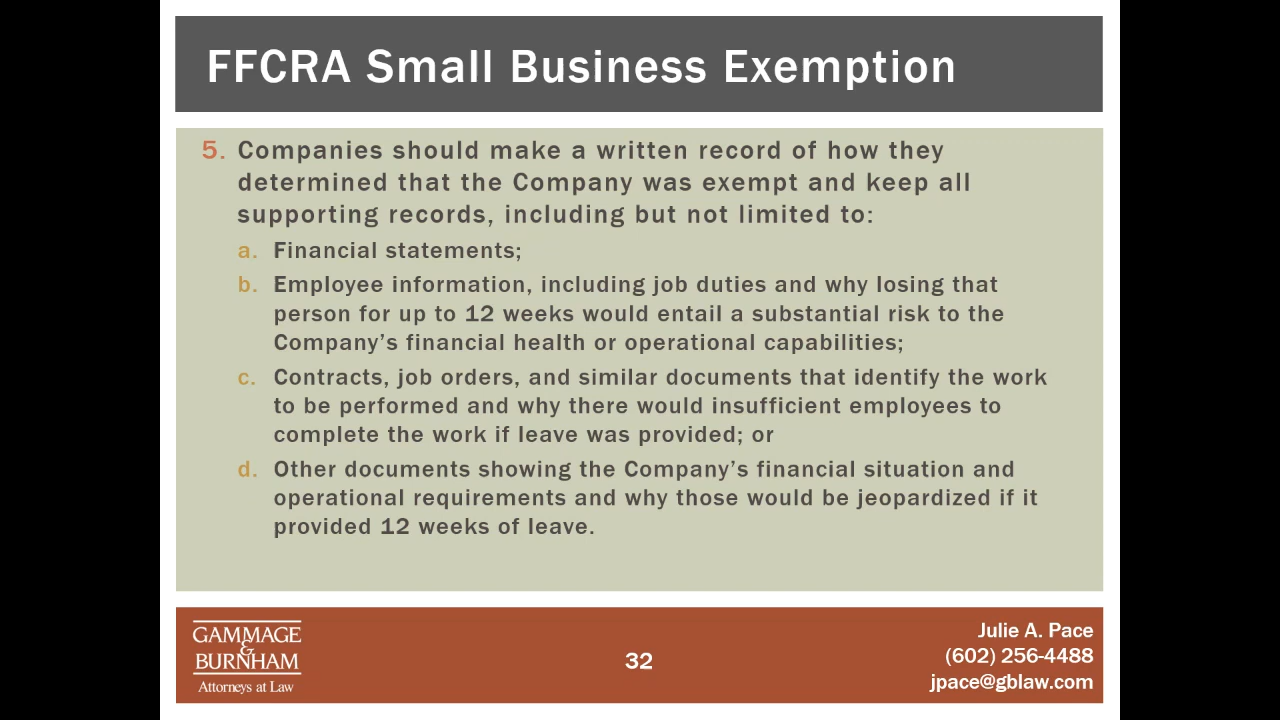 FFCRA Small Business Exemption
5. Companies should make a written record of how they
determined that the Company was exempt and keep all
supporting records, including but not limited to:
a. Financial statements;
b. Employee information, including job duties and why losing that
person for up to 12 weeks would entail a substantial risk to the
Company’s financial health or operational capabilities;
c. Contracts, job orders, and similar documents that identify the work
to be performed and why there would insufficient employees to
complete the work if leave was provided; or
d. Other documents showing the Company’s financial situation and
operational requirements and why those would be jeopardized if it
provided 12 weeks of leave.
GAMMAGE
&
BURNHAM
Attorneys at Law
32
Julie A. Pace
(602) 256-4488
jpace@gblaw.com